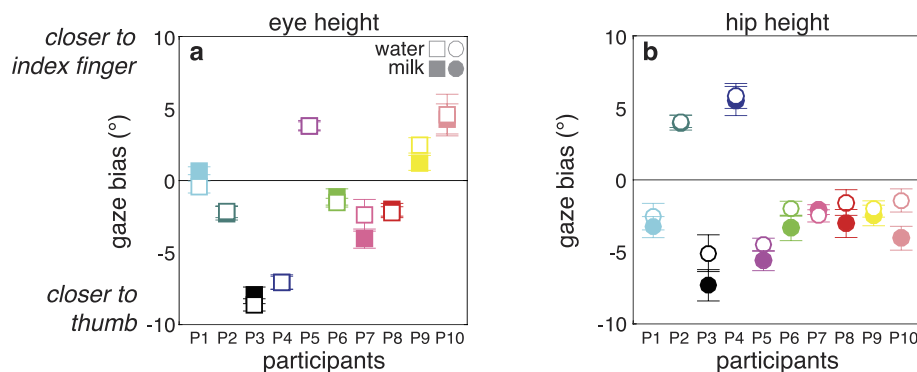 closer to
index finger
closer to
thumb
eye height
a
water
milk
gaze bias (°)
10
5
0
-5
-10
P1 P2 P3 P4 P5 P6 P7 P8 P9 P10
participants
hip height
b
gaze bias (°)
10
5
0
-5
-10
P1 P2 P3 P4 P5 P6 P7 P8 P9 P10
participants